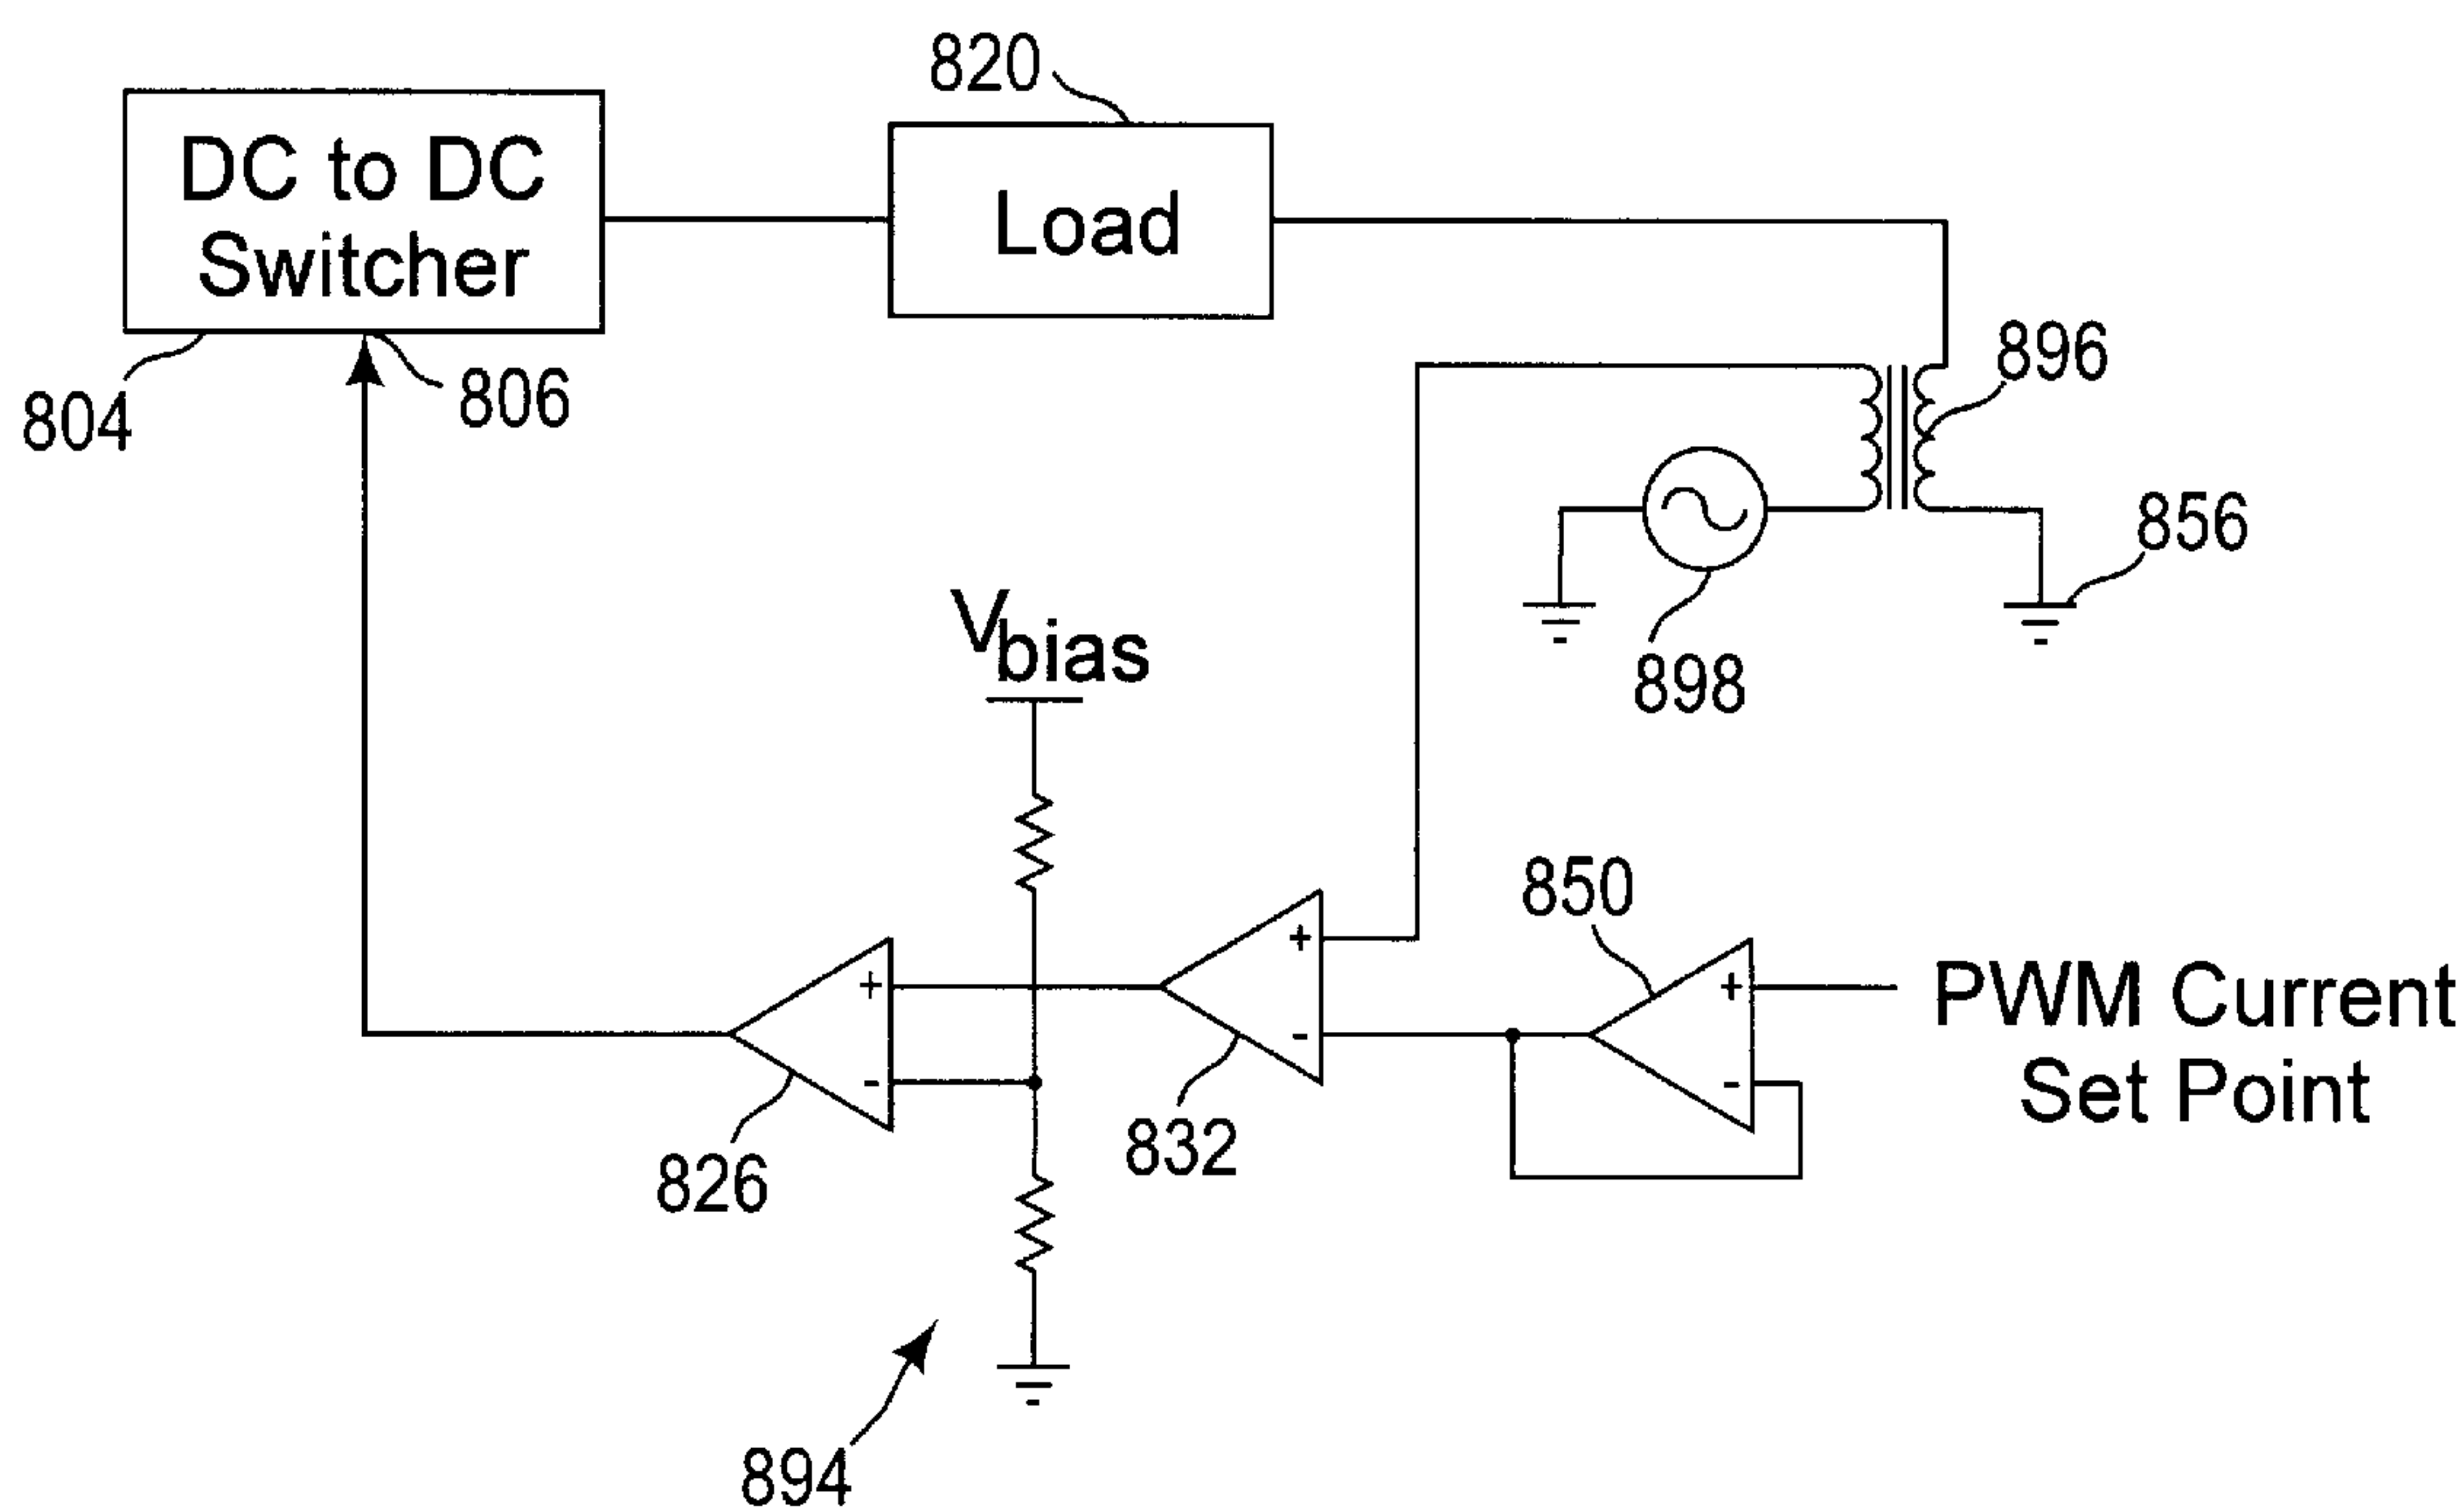 820
DC to DC
Switcher
Load
804
806
896
856
898
Vbias
850
+
+
+
-
-
-
PWM Current
Set Point
826
832
894